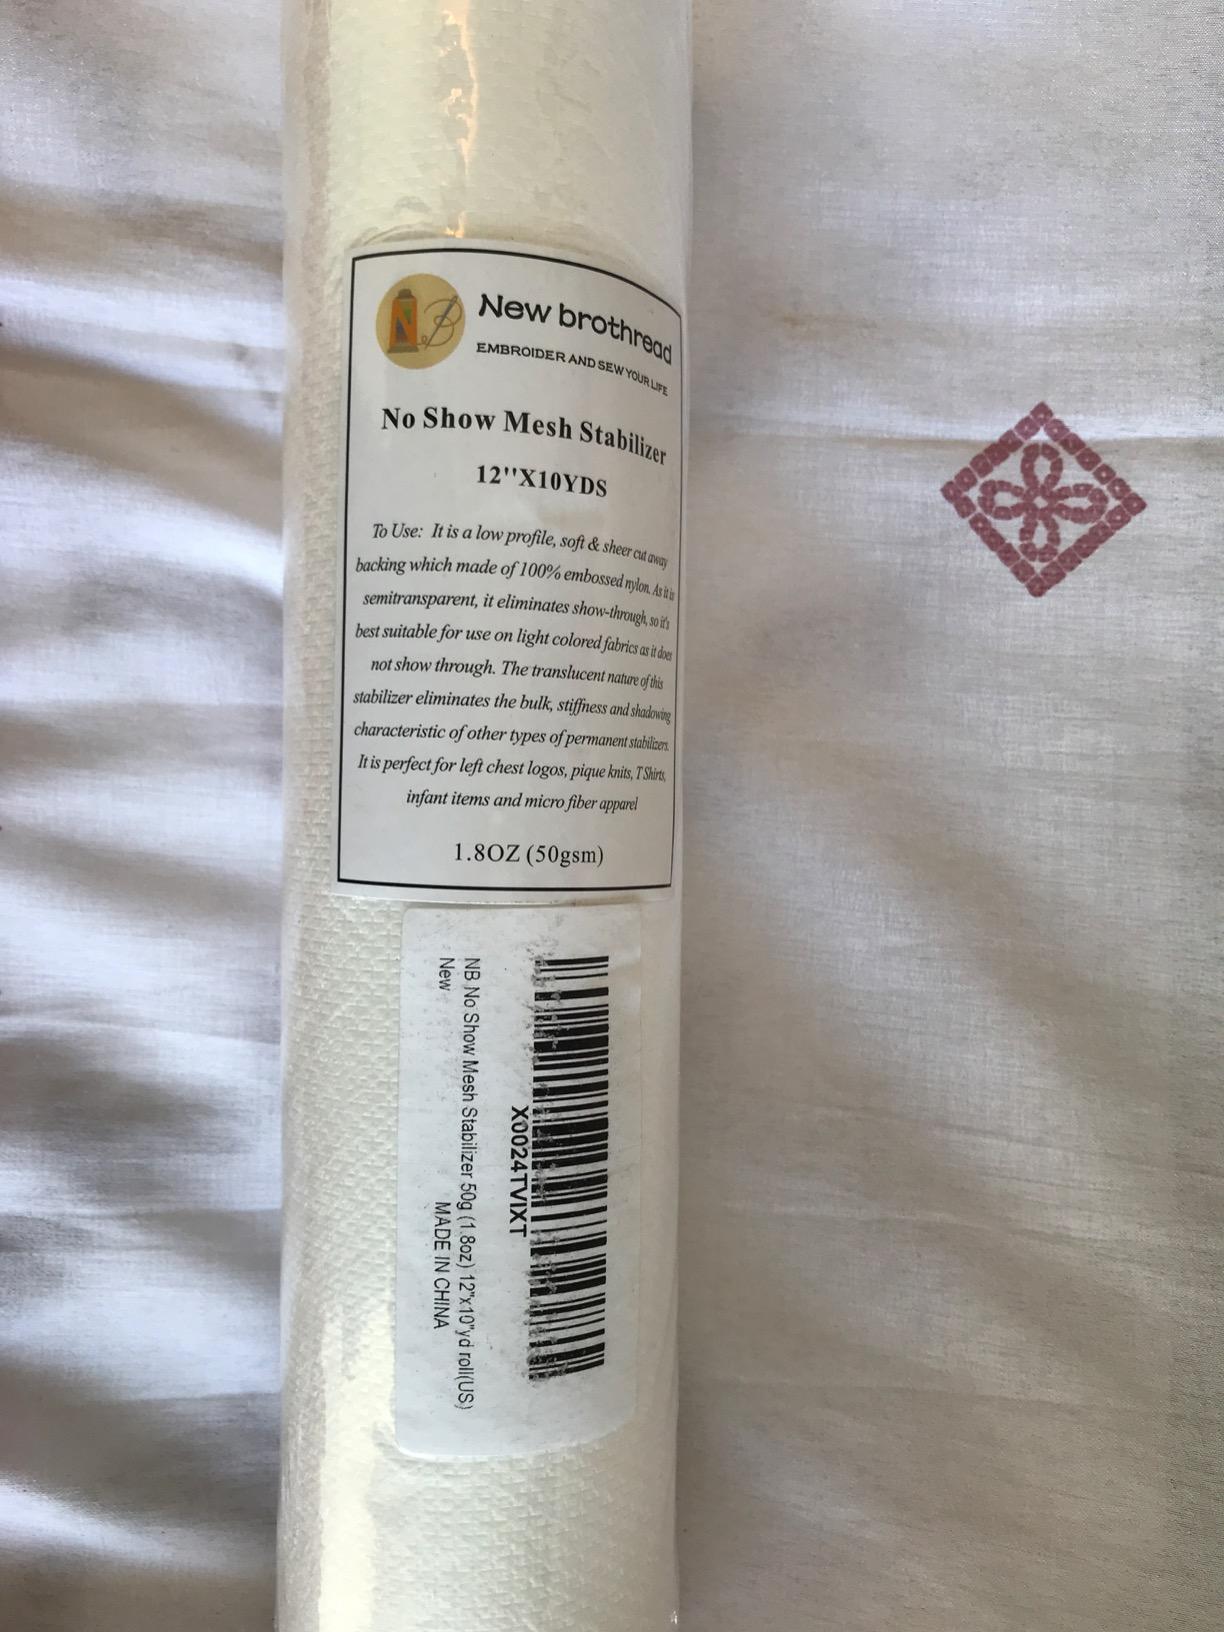 New brothread
EMBROIDER AND SEW YOUR LIFE
No Show Mesh Stabilizer
12''X10YDS
To Use: It is a low profile, soft & sheer cut away
backing which made of 100% embossed nylon. As it is
semitransparent, it eliminates show-through, so it's
best suitable for use on light colored fabrics as it does
not show through. The translucent nature of this
stabilizer eliminates the bulk, stiffness and shadowing
characteristic of other types of permanent stabilizers.
It is perfect for left chest logos, pique knits, T Shirts,
infant items and micro fiber apparel
1.8OZ (50gsm)
X0024TVIXT
NB No Show Mesh Stabilizer 50g (1.8oz) 12"x10"yd roll(US)
New
MADE IN CHINA